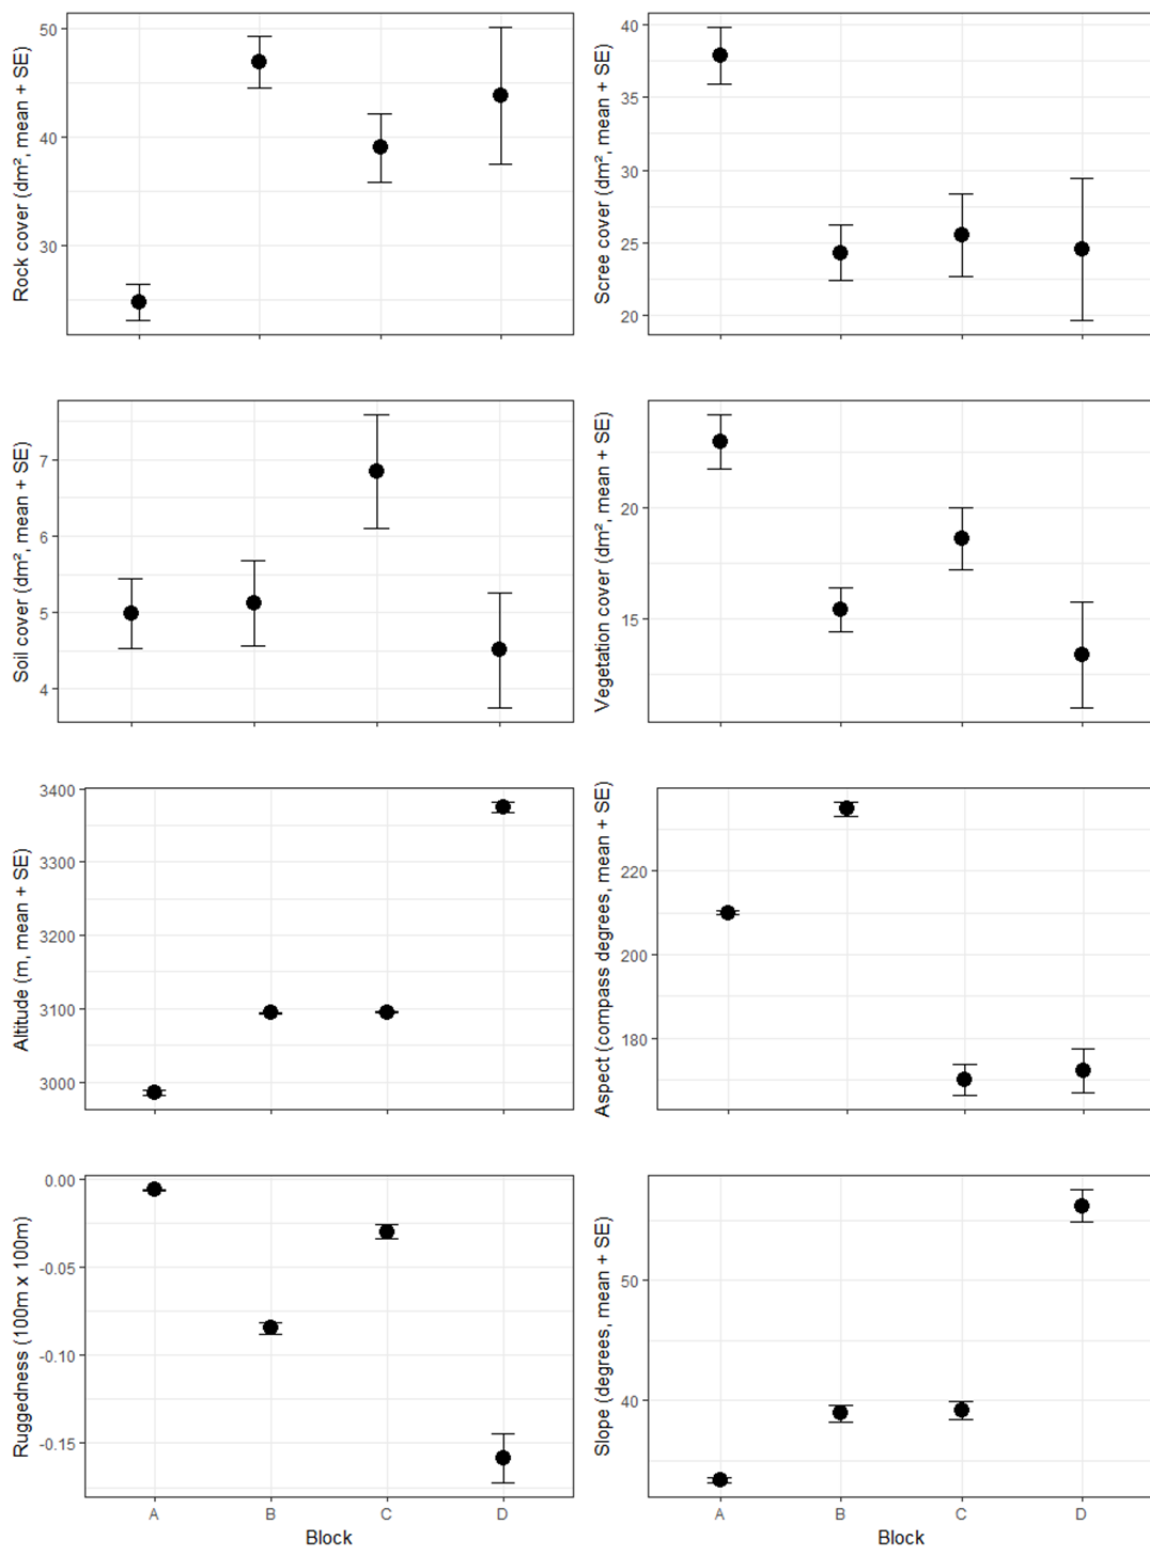 Rock cover (dm², mean + SE)
50
40
30
Scree cover (dm², mean + SE)
40
35
30
25
20
Soil cover (dm², mean + SE)
7
6
5
4
Vegetation cover (dm², mean + SE)
20
15
Altitude (m, mean + SE)
3400
3300
3200
3100
3000
Aspect (compass degrees, mean + SE)
220
200
180
Ruggedness (100m x 100m)
0.00
-0.05
-0.10
-0.15
A B C D
Block
Slope (degrees, mean + SE)
50
40
A B C D
Block